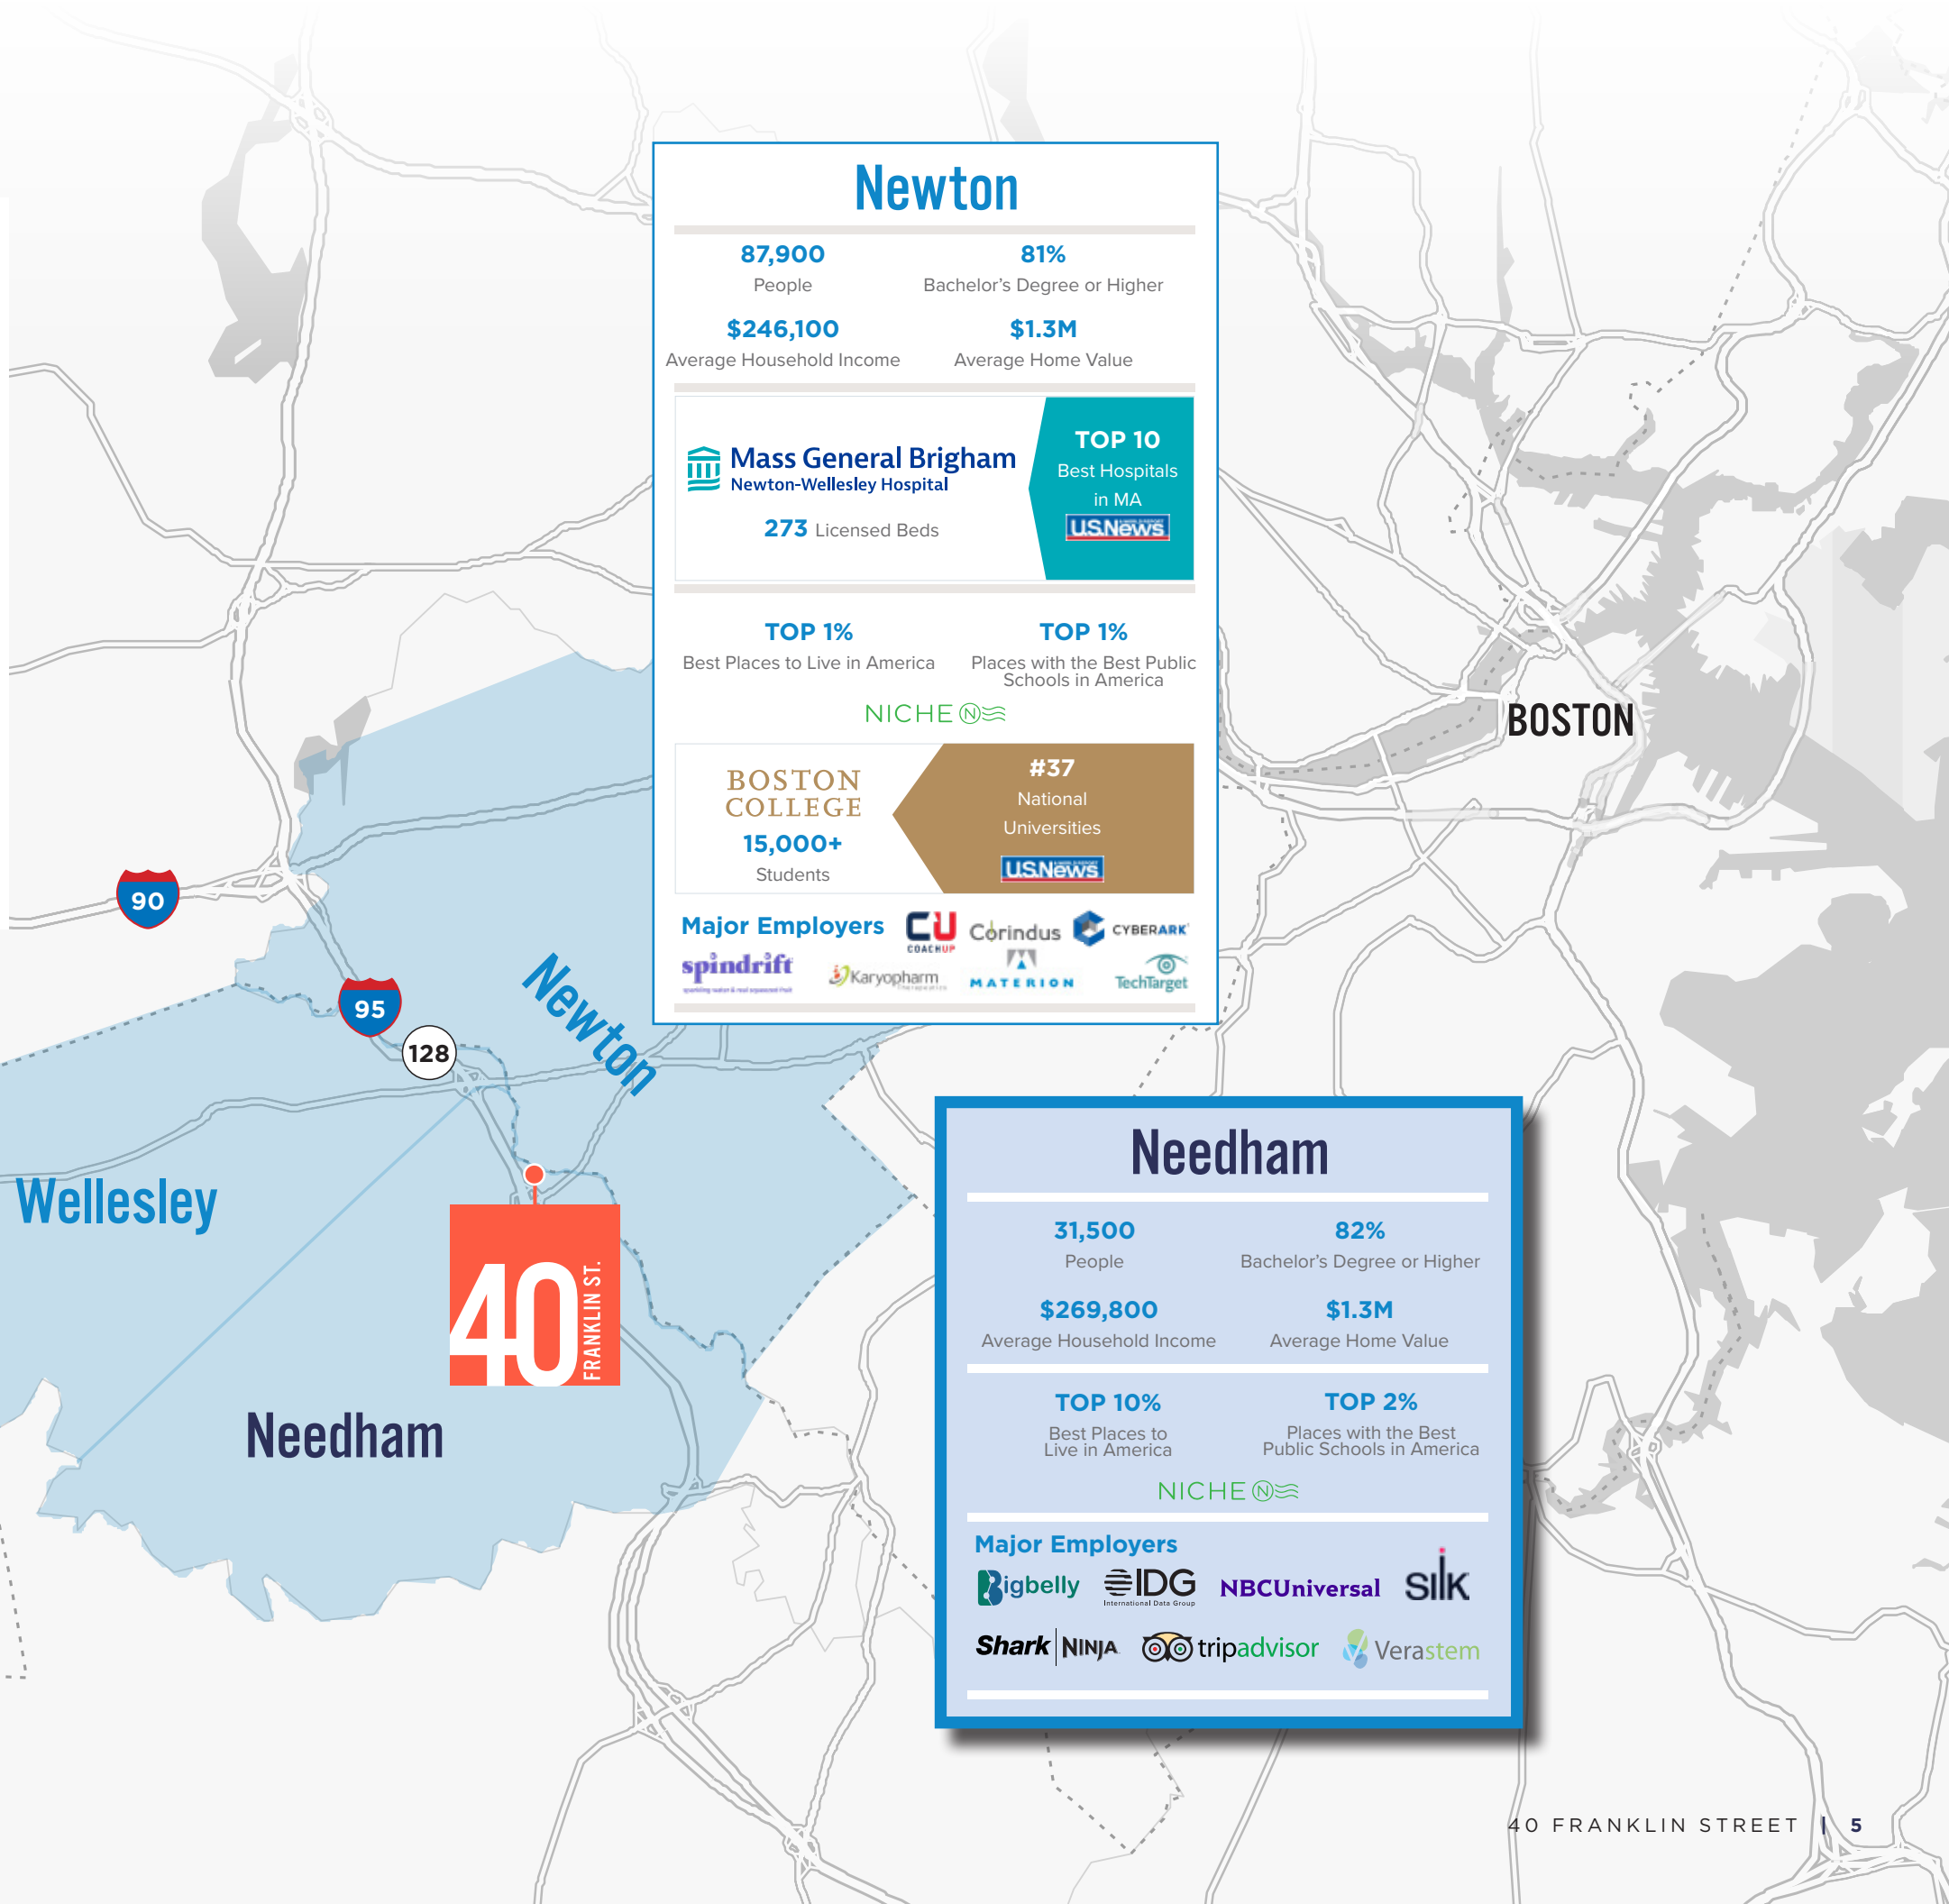 Newton
87,900
People
81%
Bachelor's Degree or Higher
$246,100
Average Household Income
$1.3M
Average Home Value
Mass General Brigham
Newton-Wellesley Hospital
273 Licensed Beds
TOP 10
Best Hospitals
in MA
U.S.News
TOP 1%
Best Places to Live in America
TOP 1%
Places with the Best Public
Schools in America
NICHE N
BOSTON
COLLEGE
15,000+
Students
#37
National
Universities
U.S.News
Major Employers
CU
COACHUP
Corindus
CYBERARK
spindrift
Karyopharm
Therapeutics
MATERION
TechTarget
BOSTON
90
95
128
Newton
Wellesley
40
FRANKLIN ST.
Needham
Needham
31,500
People
82%
Bachelor's Degree or Higher
$269,800
Average Household Income
$1.3M
Average Home Value
TOP 10%
Best Places to
Live in America
TOP 2%
Places with the Best
Public Schools in America
NICHE N
Major Employers
Bigbelly
IDG
International Data Group
NBCUniversal
silk
Shark NINJA
tripadvisor
Verastem
40 FRANKLIN STREET | 5